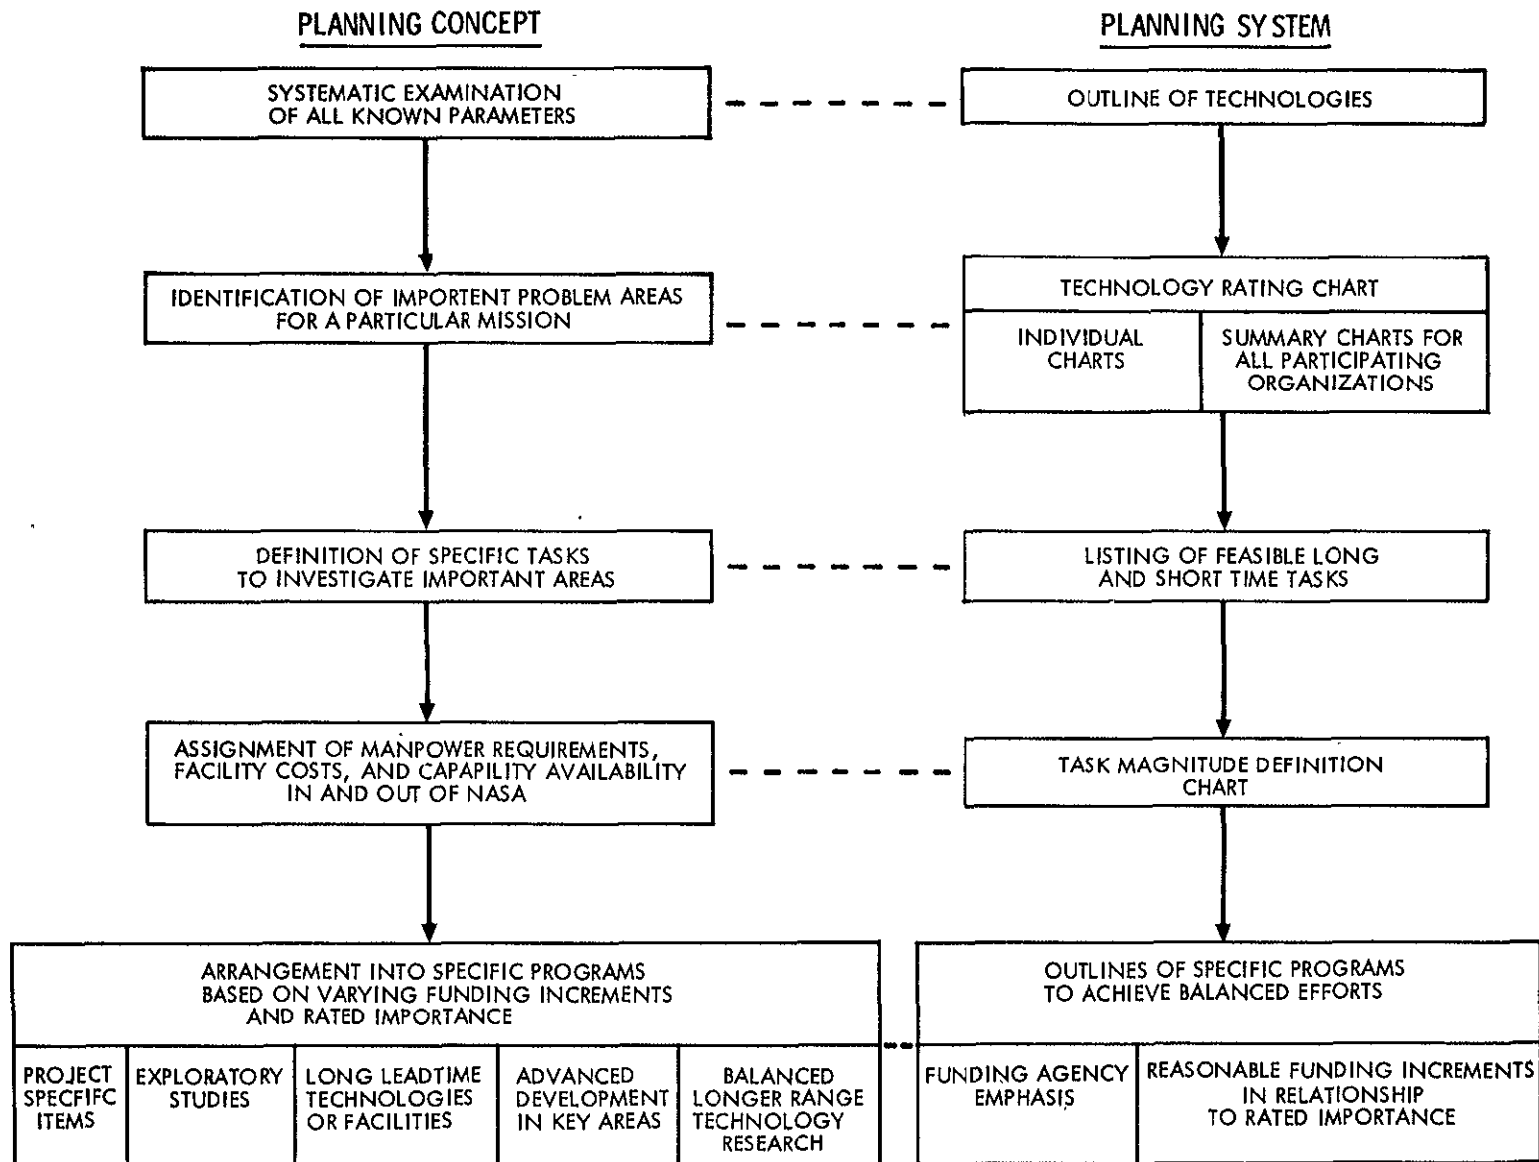 PLANNING CONCEPT
PLANNING SYSTEM
SYSTEMATIC EXAMINATION
OF ALL KNOWN PARAMETERS
OUTLINE OF TECHNOLOGIES
IDENTIFICATION OF IMPORTENT PROBLEM AREAS
FOR A PARTICULAR MISSION
TECHNOLOGY RATING CHART
INDIVIDUAL
CHARTS
SUMMARY CHARTS FOR
ALL PARTICIPATING
ORGANIZATIONS
DEFINITION OF SPECIFIC TASKS
TO INVESTIGATE IMPORTANT AREAS
LISTING OF FEASIBLE LONG
AND SHORT TIME TASKS
ASSIGNMENT OF MANPOWER REQUIREMENTS,
FACILITY COSTS, AND CAPAPILITY AVAILABILITY
IN AND OUT OF NASA
TASK MAGNITUDE DEFINITION
CHART
ARRANGEMENT INTO SPECIFIC PROGRAMS
BASED ON VARYING FUNDING INCREMENTS
AND RATED IMPORTANCE
PROJECT
SPECFIFC
ITEMS
EXPLORATORY
STUDIES
LONG LEADTIME
TECHNOLOGIES
OR FACILITIES
ADVANCED
DEVELOPMENT
IN KEY AREAS
BALANCED
LONGER RANGE
TECHNOLOGY
RESEARCH
OUTLINES OF SPECIFIC PROGRAMS
TO ACHIEVE BALANCED EFFORTS
FUNDING AGENCY
EMPHASIS
REASONABLE FUNDING INCREMENTS
IN RELATIONSHIP
TO RATED IMPORTANCE